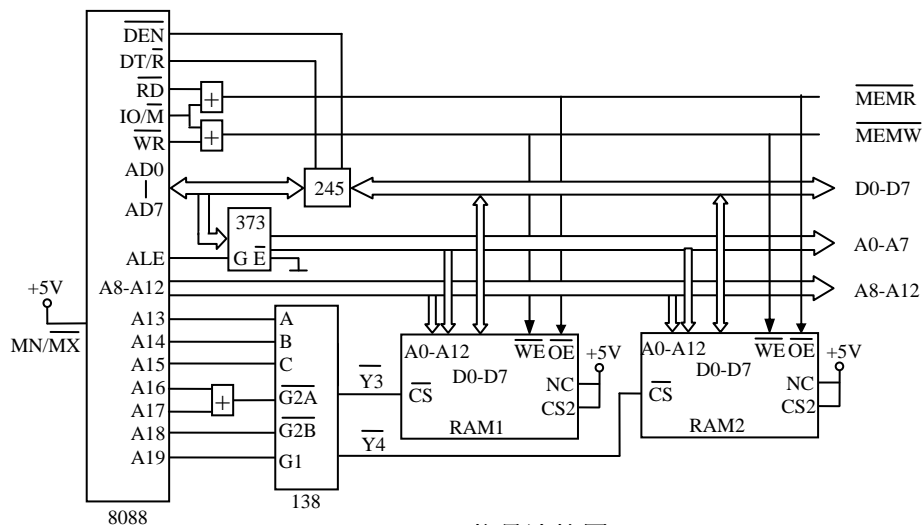 DEN
DT/R
RD
IO/M
WR
AD0
AD7
ALE
A8-A12
+5V
MN/MX
A13
A14
A15
A16
A17
A18
A19
8088
+
+
+
245
373
G E
A
B
C
G2A
G2B
G1
138
Y3
Y4
MEMR
MEMW
D0-D7
A0-A7
A8-A12
A0-A12 WE OE
D0-D7
CS
NC
CS2
+5V
RAM1
A0-A12 WE OE
D0-D7
CS
NC
CS2
+5V
RAM2